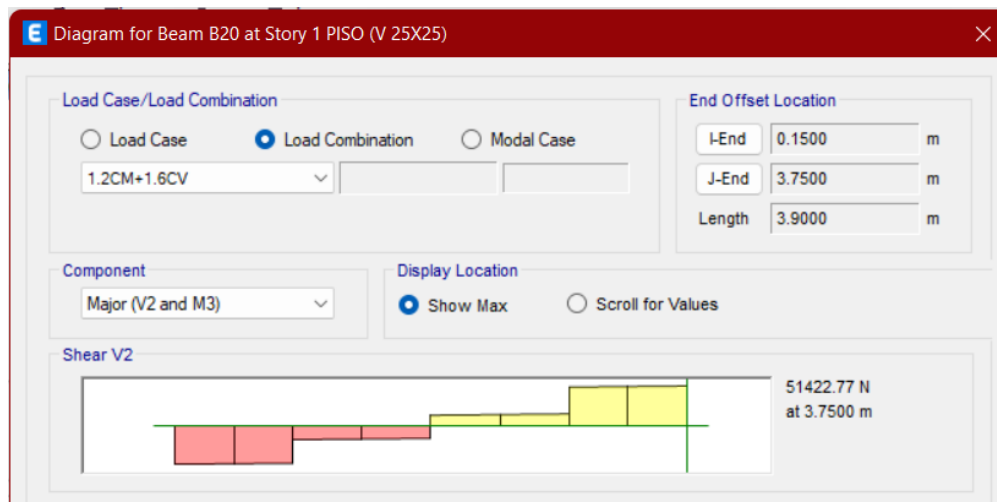 E Diagram for Beam B20 at Story 1 PISO (V 25X25)
Load Case/Load Combination
Load Case
Load Combination
Modal Case
1.2CM+1.6CV
End Offset Location
I-End 0.1500 m
J-End 3.7500 m
Length 3.9000 m
Component
Major (V2 and M3)
Display Location
Show Max
Scroll for Values
Shear V2
51422.77 N
at 3.7500 m